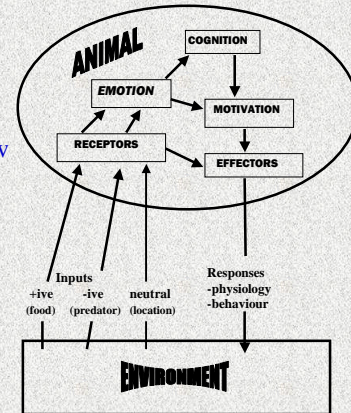 ANIMAL
COGNITION
EMOTION
MOTIVATION
RECEPTORS
EFFECTORS
v
Inputs
+ive -ive neutral
(food) (predator) (location)
Responses
-physiology
-behaviour
ENVIRONMENT